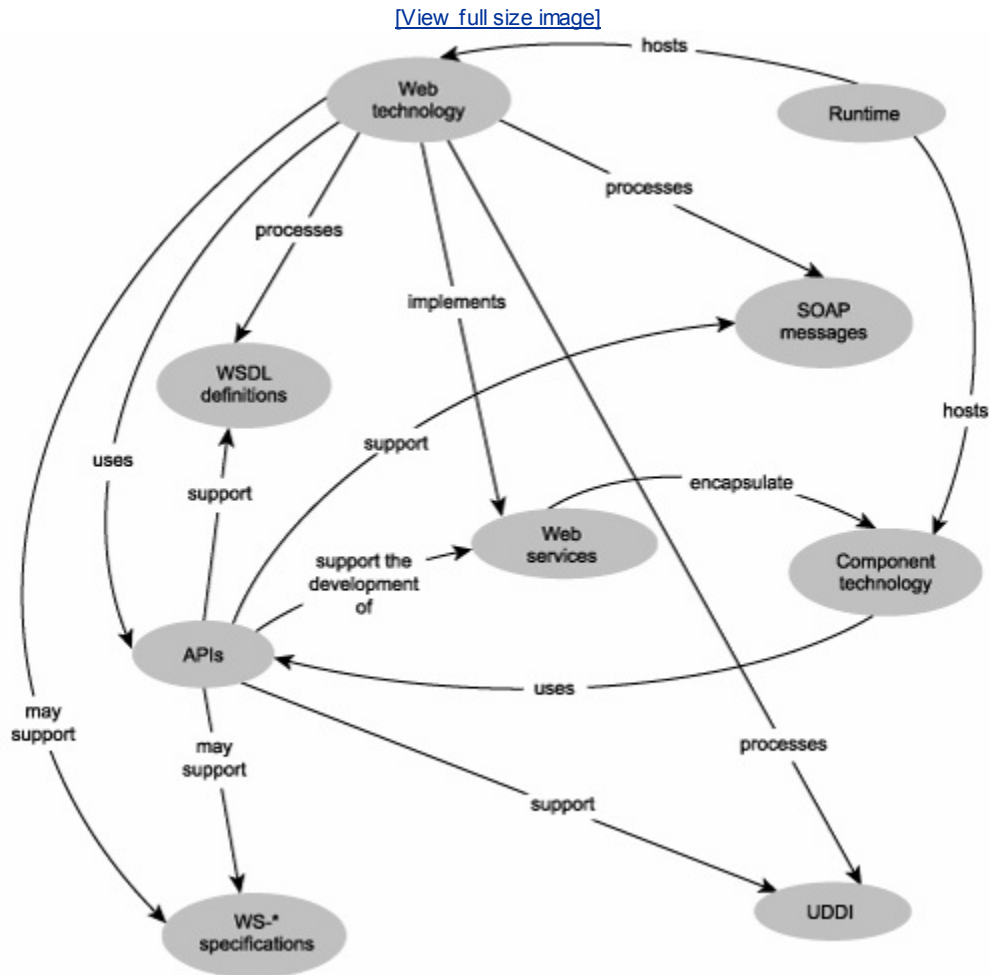 [View full size image]
hosts
Web
technology
Runtime
processes
processes
implements
SOAP
messages
WSDL
definitions
hosts
support
uses
support
encapsulate
Web
services
support the
development
of
Component
technology
APIs
uses
may
support
may
support
processes
support
WS-*
specifications
UDDI